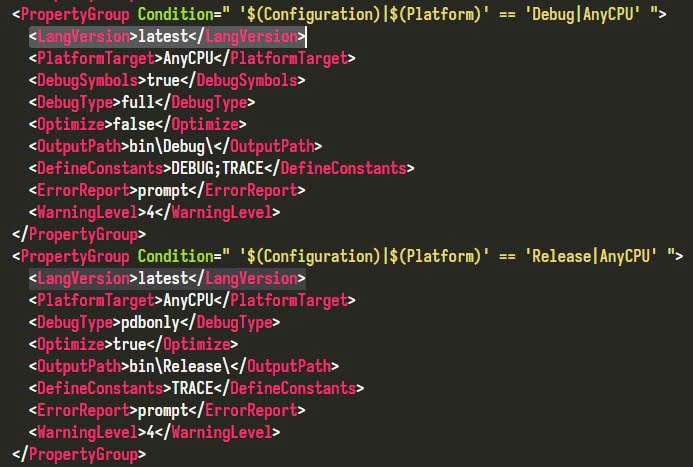 <PropertyGroup Condition=" '$(Configuration)|$(Platform)' == 'Debug|AnyCPU' ">
<LangVersion>latest</LangVersion>
<PlatformTarget>AnyCPU</PlatformTarget>
<DebugSymbols>true</DebugSymbols>
<DebugType>full</DebugType>
<Optimize>false</Optimize>
<OutputPath>bin\Debug\</OutputPath>
<DefineConstants>DEBUG;TRACE</DefineConstants>
<ErrorReport>prompt</ErrorReport>
<WarningLevel>4</WarningLevel>
</PropertyGroup>
<PropertyGroup Condition=" '$(Configuration)|$(Platform)' == 'Release|AnyCPU' ">
<LangVersion>latest</LangVersion>
<PlatformTarget>AnyCPU</PlatformTarget>
<DebugType>pdbonly</DebugType>
<Optimize>true</Optimize>
<OutputPath>bin\Release\</OutputPath>
<DefineConstants>TRACE</DefineConstants>
<ErrorReport>prompt</ErrorReport>
<WarningLevel>4</WarningLevel>
</PropertyGroup>